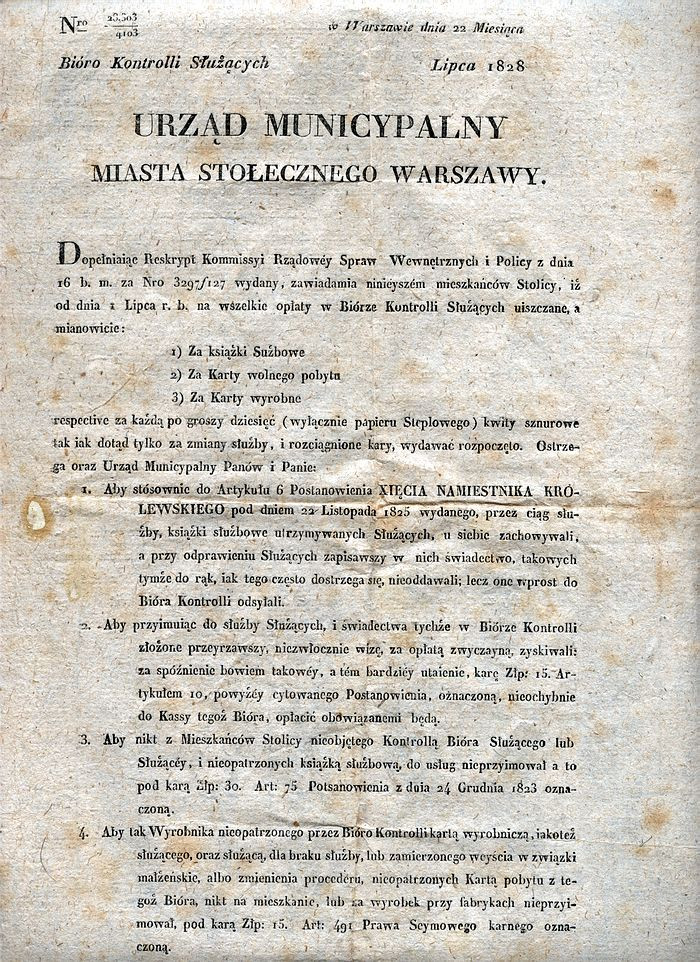 Nro 28,303/4103 w Warszawie dnia 22 Miesiąca
Bióro Kontrolli Służących Lipca 1828
URZĄD MUNICYPALNY
MIASTA STOŁECZNEGO WARSZAWY.
Dopełniaiąc Reskrypt Kommissyi Rządowéy Spraw Wewnętrznych i Policy z dnia
16 b. m. za Nro 3297/127 wydany, zawiadamia ninieyszém mieszkańców Stolicy, iż
od dnia 1 Lipca r. b. na wszelkie opłaty w Biórze Kontrolli Służących uiszczane, a
mianowicie:
1) Za książki Sużbowe
2) Za Karty wolnego pobytu
3) Za Karty wyrobne
respective za każdą po groszy dziesięć (wyłącznie papieru Steplowego) kwity sznurowe
tak iak dotąd tylko za zmiany służby, i rozciągnione kary, wydawać rozpoczęto. Ostrze-
ga oraz Urząd Municypalny Panów i Panie:
1. Aby stósownie do Artykułu 6 Postanowienia XIĘCIA NAMIESTNIKA KRÓ-
LEWSKIEGO pod dniem 22 Listopada 1825 wydanego, przez ciąg słu-
żby, książki służbowe utrzymywanych Służących, u siebie zachowywali,
a przy odprawieniu Służących zapisawszy w nich świadectwo, takowych
tymże do rąk, iak tego często dostrzega się, nieoddawali; lecz one wprost do
Bióra Kontrolli odsyłali.
2. Aby przyimuiąc do służby Służących, i świadectwa tychże w Biórze Kontrolli
złożone przeyrzawszy, niezwłocznie wizę, za opłatą zwyczayną, zyskiwali:
za spóźnienie bowiem takowéy, a tém bardziéy utaienie, karę Złp: 15. Ar-
tykułem 10, powyżéy cytowanego Postanowienia, oznaczoną, nieochybnie
do Kassy tegoż Bióra, opłacić obowiązanemi będą.
3. Aby nikt z Mieszkańców Stolicy nieobjętego Kontrollą Bióra Służącego lub
Służącéy, i nieopatrzonych książką służbową, do usług nieprzyimował a to
pod karą Złp: 30. Art: 75 Potsanowienia z dnia 24 Grudnia 1823 ozna-
czoną.
4. Aby tak Wyrobnika nieopatrzonego przez Bióro Kontrolli kartą wyrobniczą, iakoteż
służącego, oraz służącą, dla braku służby, lub zamierzonego weyścia w związki
małżeńskie, albo zmienienia procederu, nieopatrzonych Kartą pobytu z te-
goż Bióra, nikt na mieszkanie, lub za wyrobek przy fabrykach nieprzyi-
mował, pod karą Złp: 15. Art: 491 Prawa Seymowego karnego ozna-
czoną.